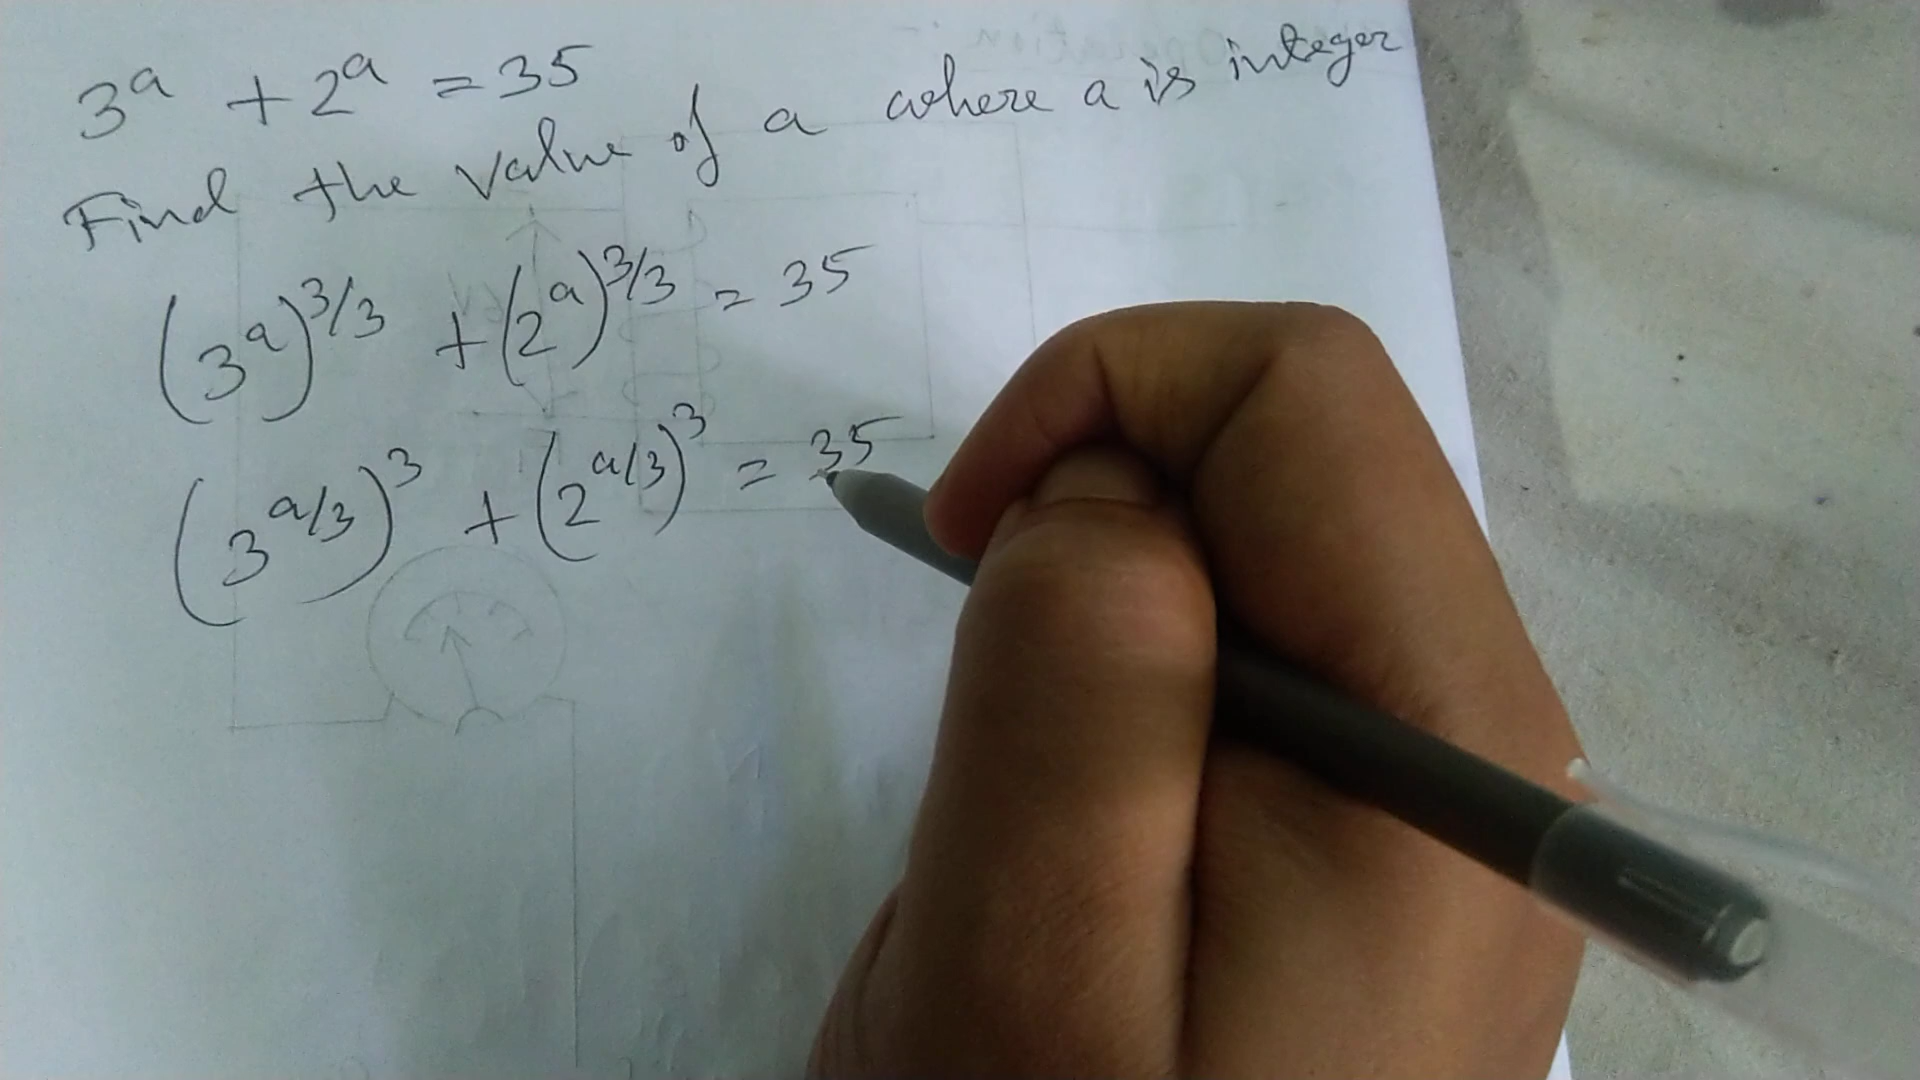 3^a + 2^a = 35
Find the value of a where a is integer
(3^a)^3/3 + (2^a)^3/3 = 35
(3^a/3)^3 + (2^a/3)^3 = 35